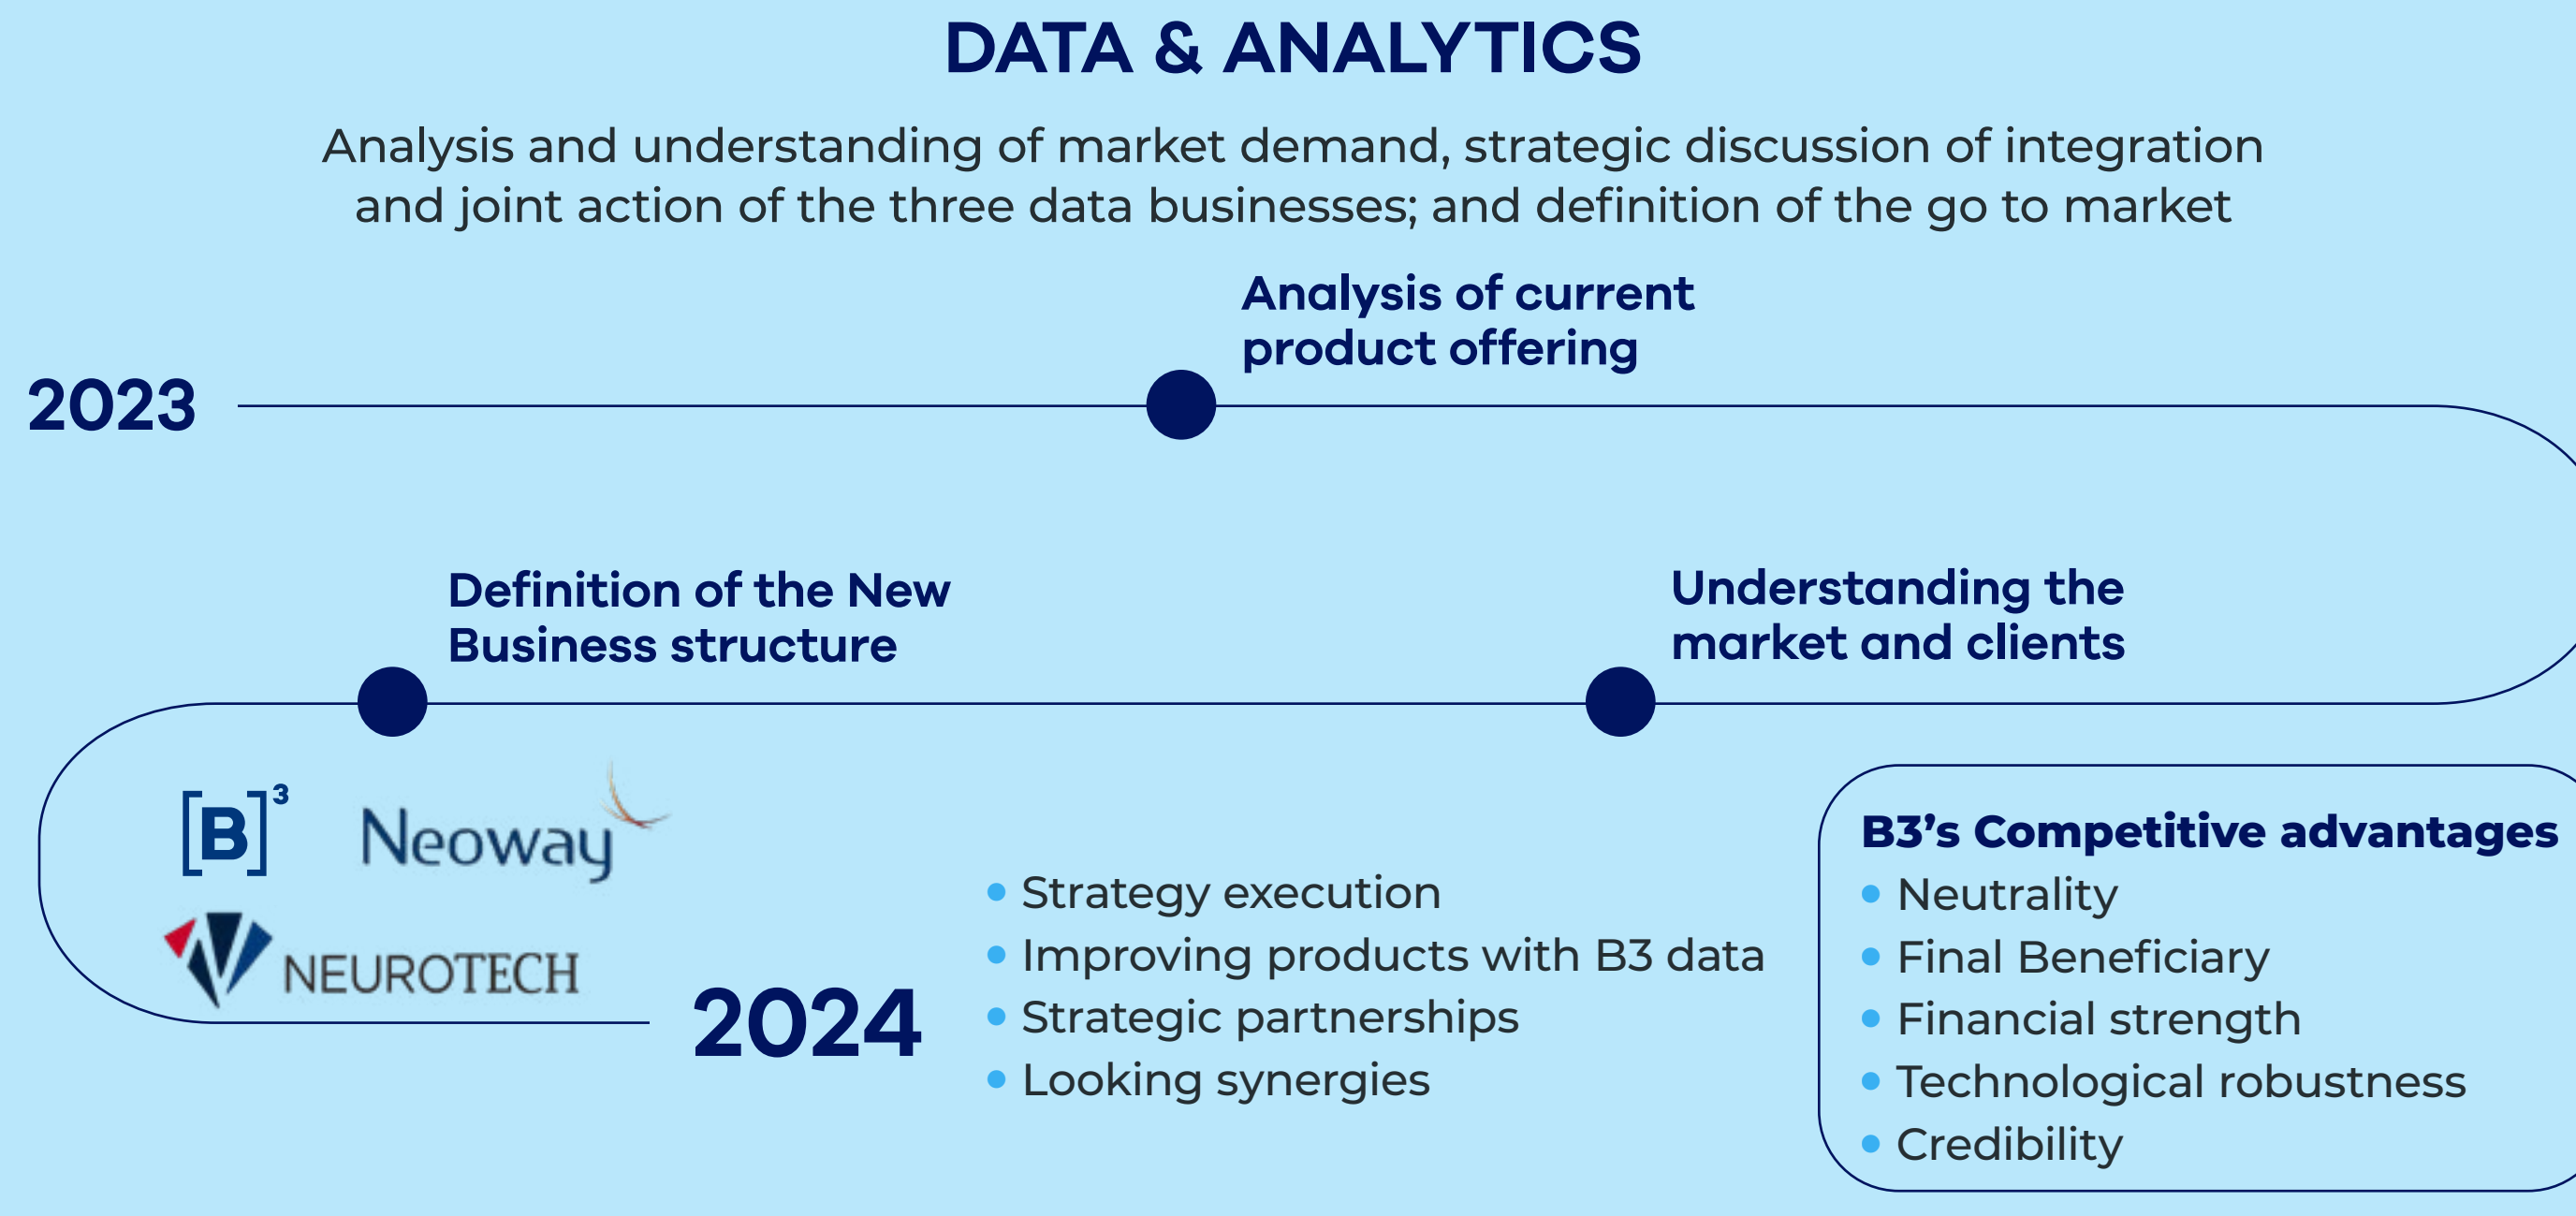 DATA & ANALYTICS
Analysis and understanding of market demand, strategic discussion of integration
and joint action of the three data businesses; and definition of the go to market
Analysis of current
product offering
2023
Understanding the
market and clients
Definition of the New
Business structure
[B]³
Neoway
NEUROTECH
2024
• Strategy execution
• Improving products with B3 data
• Strategic partnerships
• Looking synergies
B3’s Competitive advantages
• Neutrality
• Final Beneficiary
• Financial strength
• Technological robustness
• Credibility